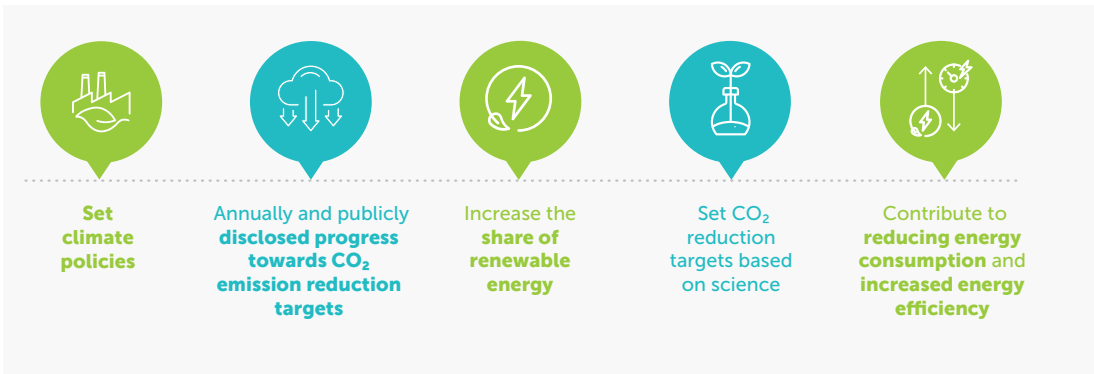 Set
climate
policies
Annually and publicly
disclosed progress
towards CO₂
emission reduction
targets
Increase the
share of
renewable
energy
Set CO₂
reduction
targets based
on science
Contribute to
reducing energy
consumption and
increased energy
efficiency